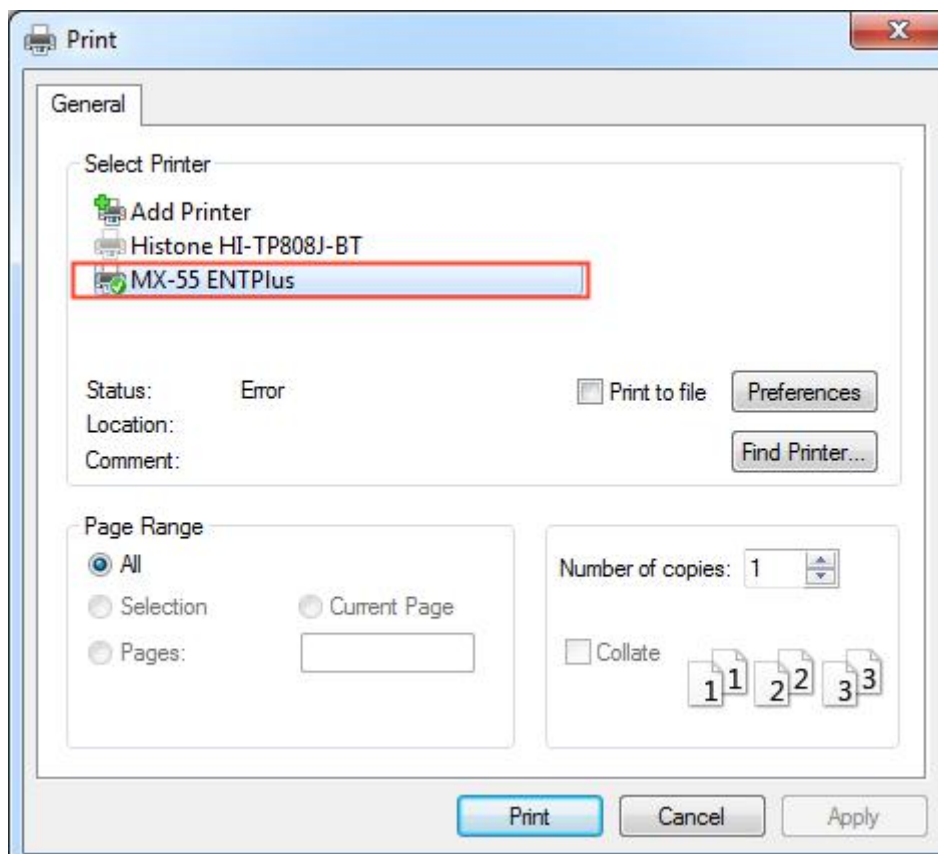 Print
General
Select Printer
Add Printer
Histone HI-TP808J-BT
MX-55 ENTPlus
Status: Error
Print to file
Preferences
Location:
Comment:
Find Printer...
Page Range
All
Selection
Current Page
Pages:
Number of copies: 1
Collate
1 1 2 2 3 3
Print Cancel Apply